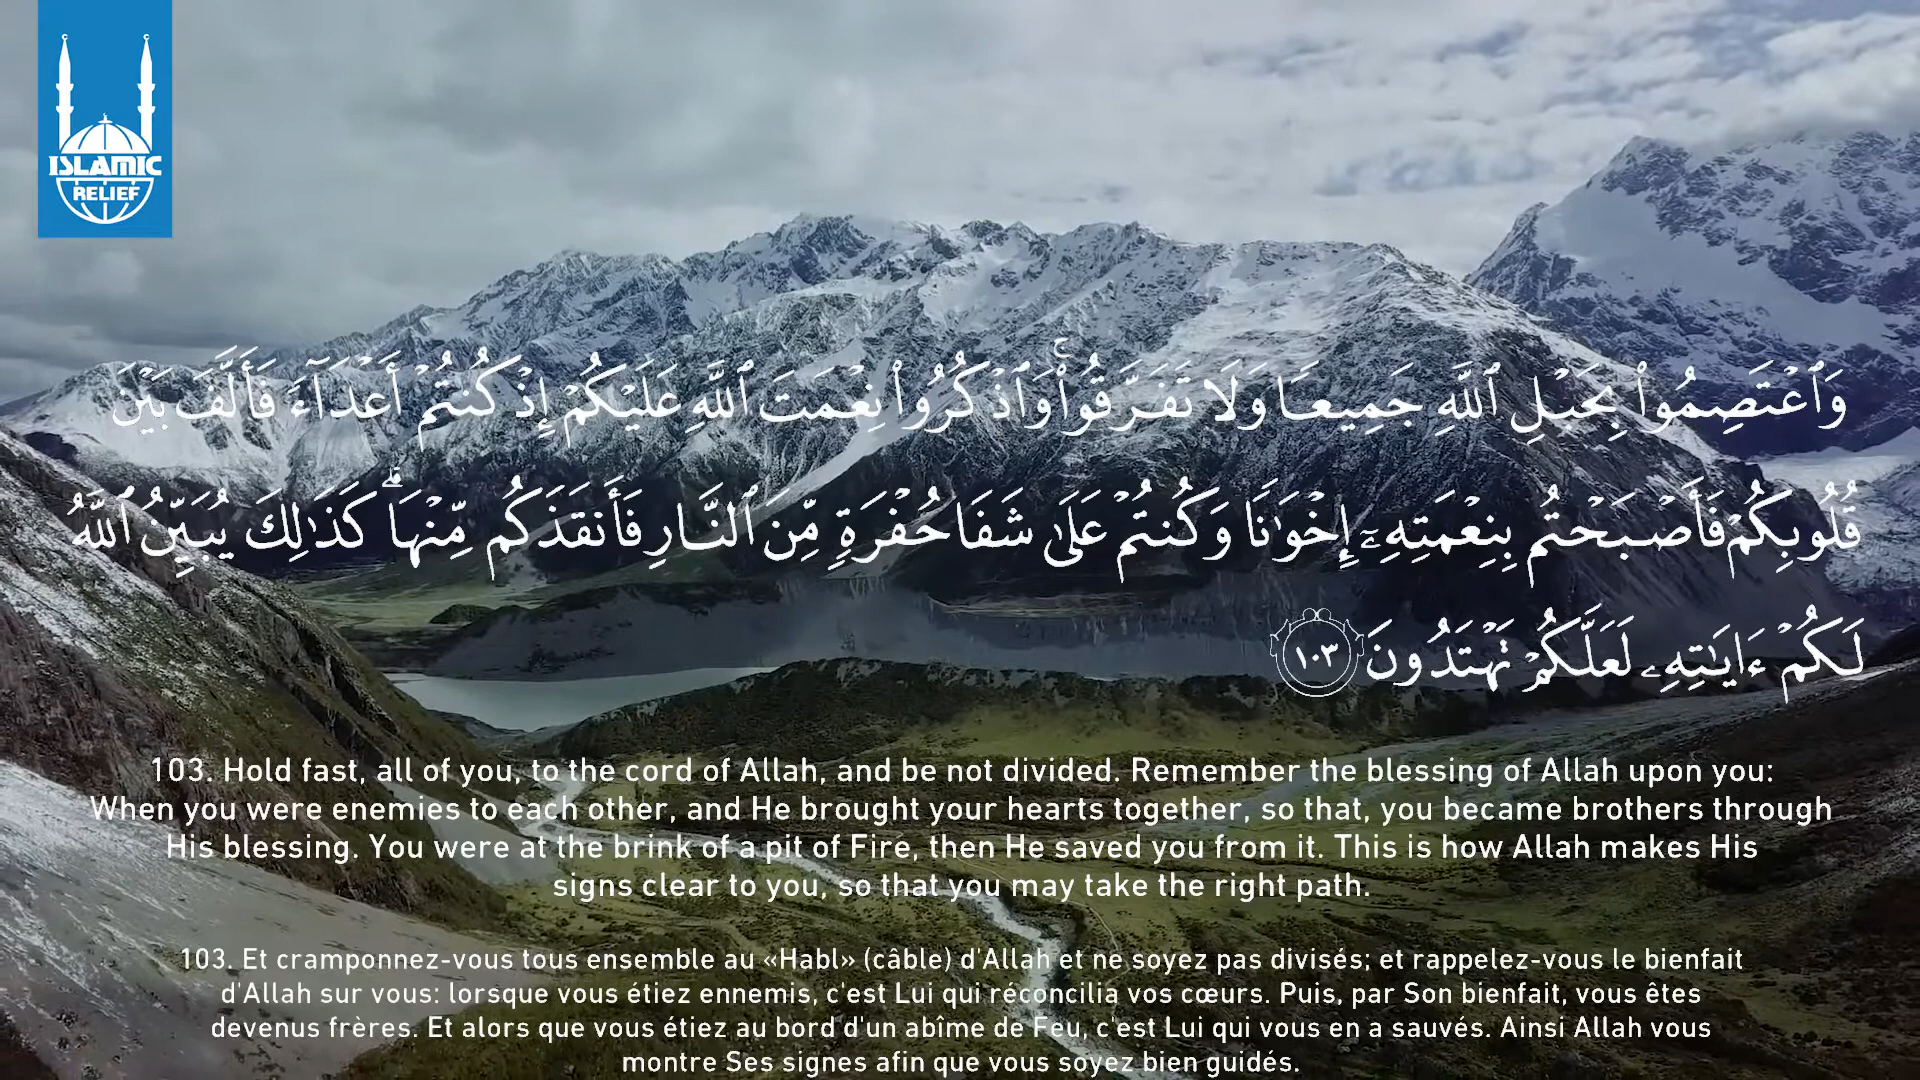 ISLAMIC
RELIEF
وَٱعْتَصِمُوا۟ بِحَبْلِ ٱللَّهِ جَمِيعًا وَلَا تَفَرَّقُوا۟ ۚ وَٱذْكُرُوا۟ نِعْمَتَ ٱللَّهِ عَلَيْكُمْ إِذْ كُنتُمْ أَعْدَآءً فَأَلَّفَ بَيْنَ
قُلُوبِكُمْ فَأَصْبَحْتُم بِنِعْمَتِهِۦٓ إِخْوَٰنًا وَكُنتُمْ عَلَىٰ شَفَا حُفْرَةٍ مِّنَ ٱلنَّارِ فَأَنقَذَكُم مِّنْهَا ۗ كَذَٰلِكَ يُبَيِّنُ ٱللَّهُ
لَكُمْ ءَايَٰتِهِۦ لَعَلَّكُمْ تَهْتَدُونَ ١٠٣
103. Hold fast, all of you, to the cord of Allah, and be not divided. Remember the blessing of Allah upon you:
When you were enemies to each other, and He brought your hearts together, so that, you became brothers through
His blessing. You were at the brink of a pit of Fire, then He saved you from it. This is how Allah makes His
signs clear to you, so that you may take the right path.
103. Et cramponnez-vous tous ensemble au «Habl» (câble) d'Allah et ne soyez pas divisés; et rappelez-vous le bienfait
d'Allah sur vous: lorsque vous étiez ennemis, c'est Lui qui réconcilia vos cœurs. Puis, par Son bienfait, vous êtes
devenus frères. Et alors que vous étiez au bord d'un abîme de Feu, c'est Lui qui vous en a sauvés. Ainsi Allah vous
montre Ses signes afin que vous soyez bien guidés.